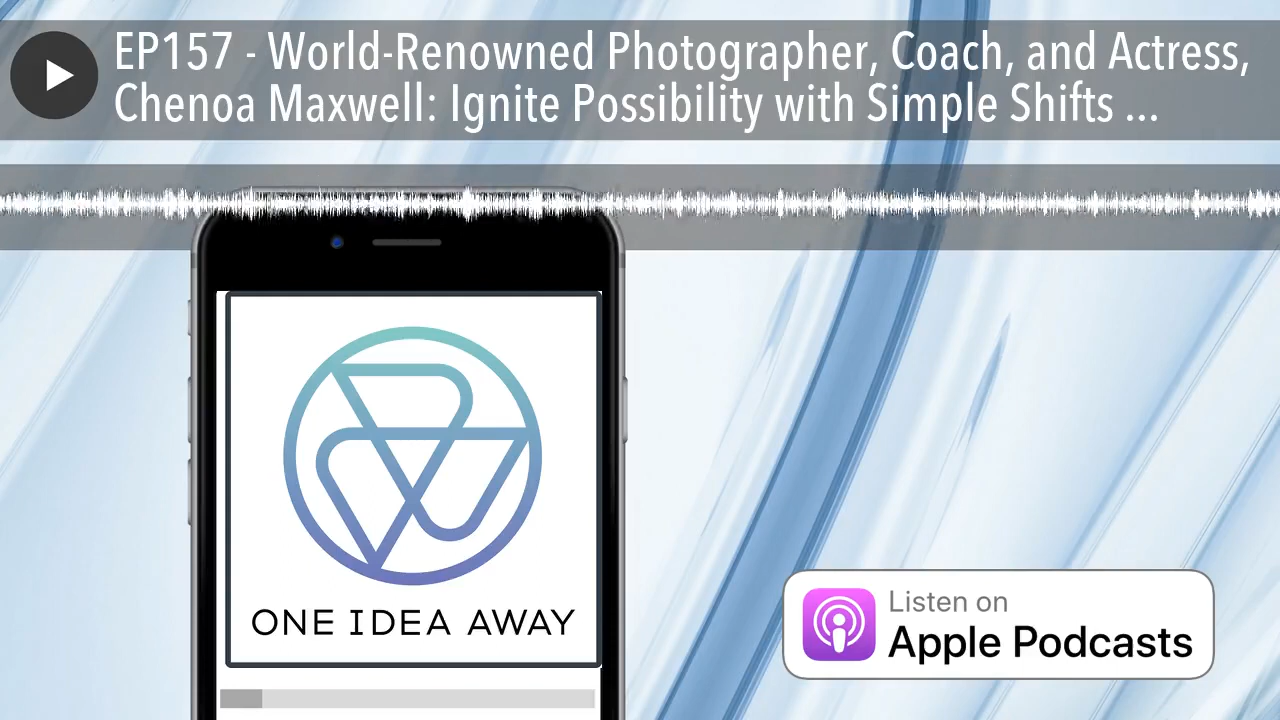 EP157 - World-Renowned Photographer, Coach, and Actress,
Chenoa Maxwell: Ignite Possibility with Simple Shifts ...
ONE IDEA AWAY
Listen on
Apple Podcasts